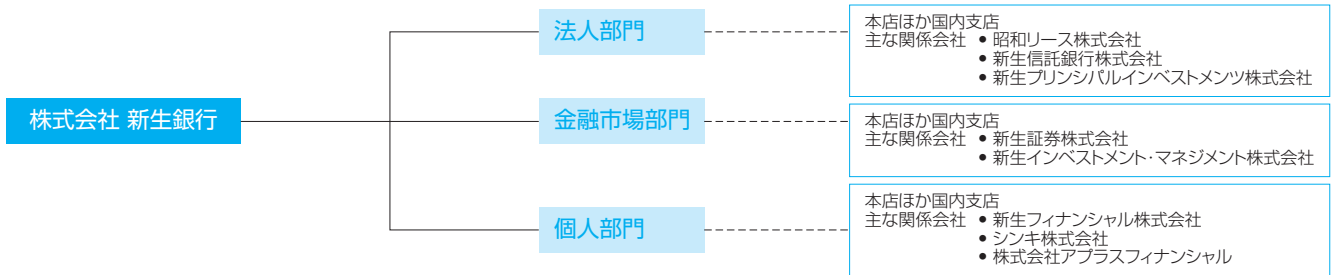 株式会社 新生銀行
法人部門
本店ほか国内支店
主な関係会社 ● 昭和リース株式会社
● 新生信託銀行株式会社
● 新生プリンシパルインベストメンツ株式会社
金融市場部門
本店ほか国内支店
主な関係会社 ● 新生証券株式会社
● 新生インベストメント・マネジメント株式会社
個人部門
本店ほか国内支店
主な関係会社 ● 新生フィナンシャル株式会社
● シンキ株式会社
● 株式会社アプラスフィナンシャル